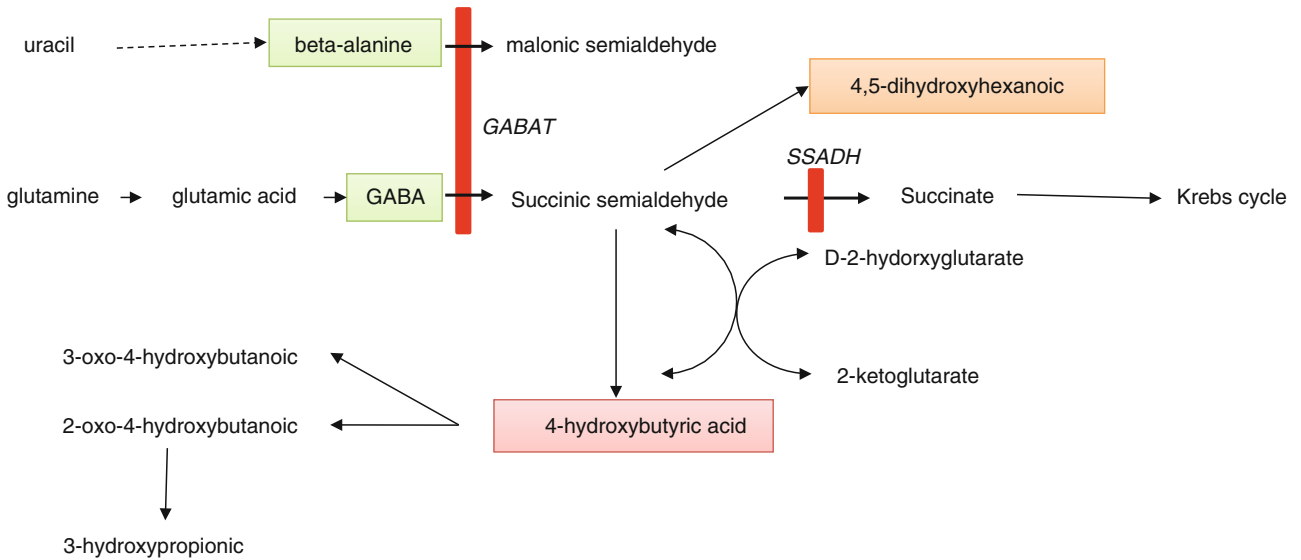 uracil
beta-alanine
malonic semialdehyde
4,5-dihydroxyhexanoic
GABAT
SSADH
glutamine
glutamic acid
GABA
Succinic semialdehyde
Succinate
Krebs cycle
D-2-hydorxyglutarate
3-oxo-4-hydroxybutanoic
2-ketoglutarate
2-oxo-4-hydroxybutanoic
4-hydroxybutyric acid
3-hydroxypropionic